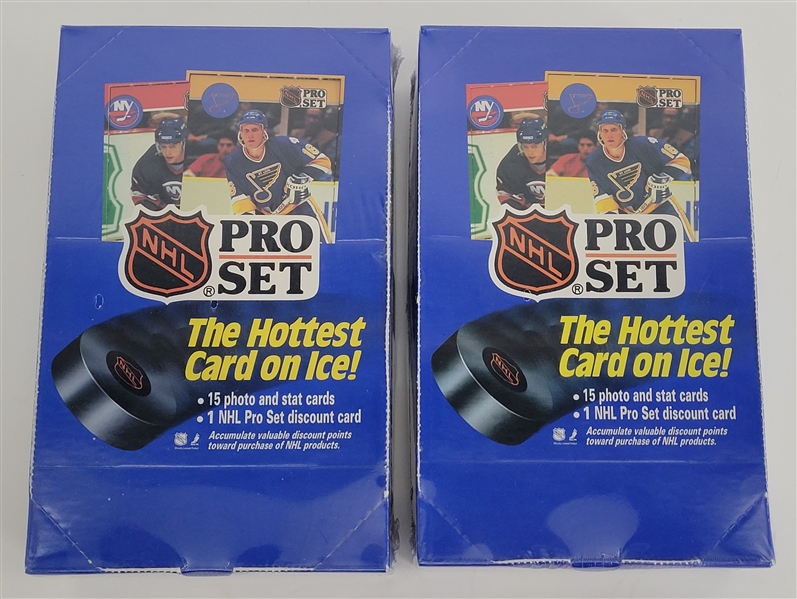 NY
PRO
SET
NHL
PRO
SET
®
The Hottest
Card on Ice!
• 15 photo and stat cards
• 1 NHL Pro Set discount card
Accumulate valuable discount points
toward purchase of NHL products.
NHL
NY
PRO
SET
NHL
PRO
SET
®
The Hottest
Card on Ice!
• 15 photo and stat cards
• 1 NHL Pro Set discount card
Accumulate valuable discount points
toward purchase of NHL products.
NHL